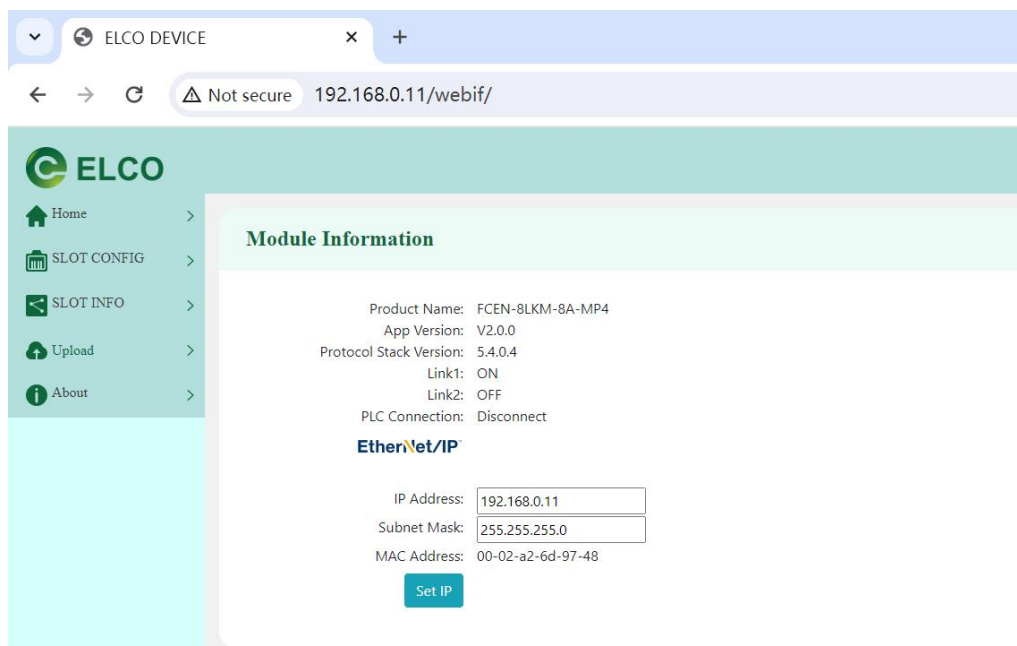 ELCO DEVICE
Not secure 192.168.0.11/webif/
ELCO
Home
SLOT CONFIG
SLOT INFO
Upload
About
Module Information
Product Name: FCEN-8LKM-8A-MP4
App Version: V2.0.0
Protocol Stack Version: 5.4.0.4
Link1: ON
Link2: OFF
PLC Connection: Disconnect
EtherNet/IP
IP Address: 192.168.0.11
Subnet Mask: 255.255.255.0
MAC Address: 00-02-a2-6d-97-48
Set IP